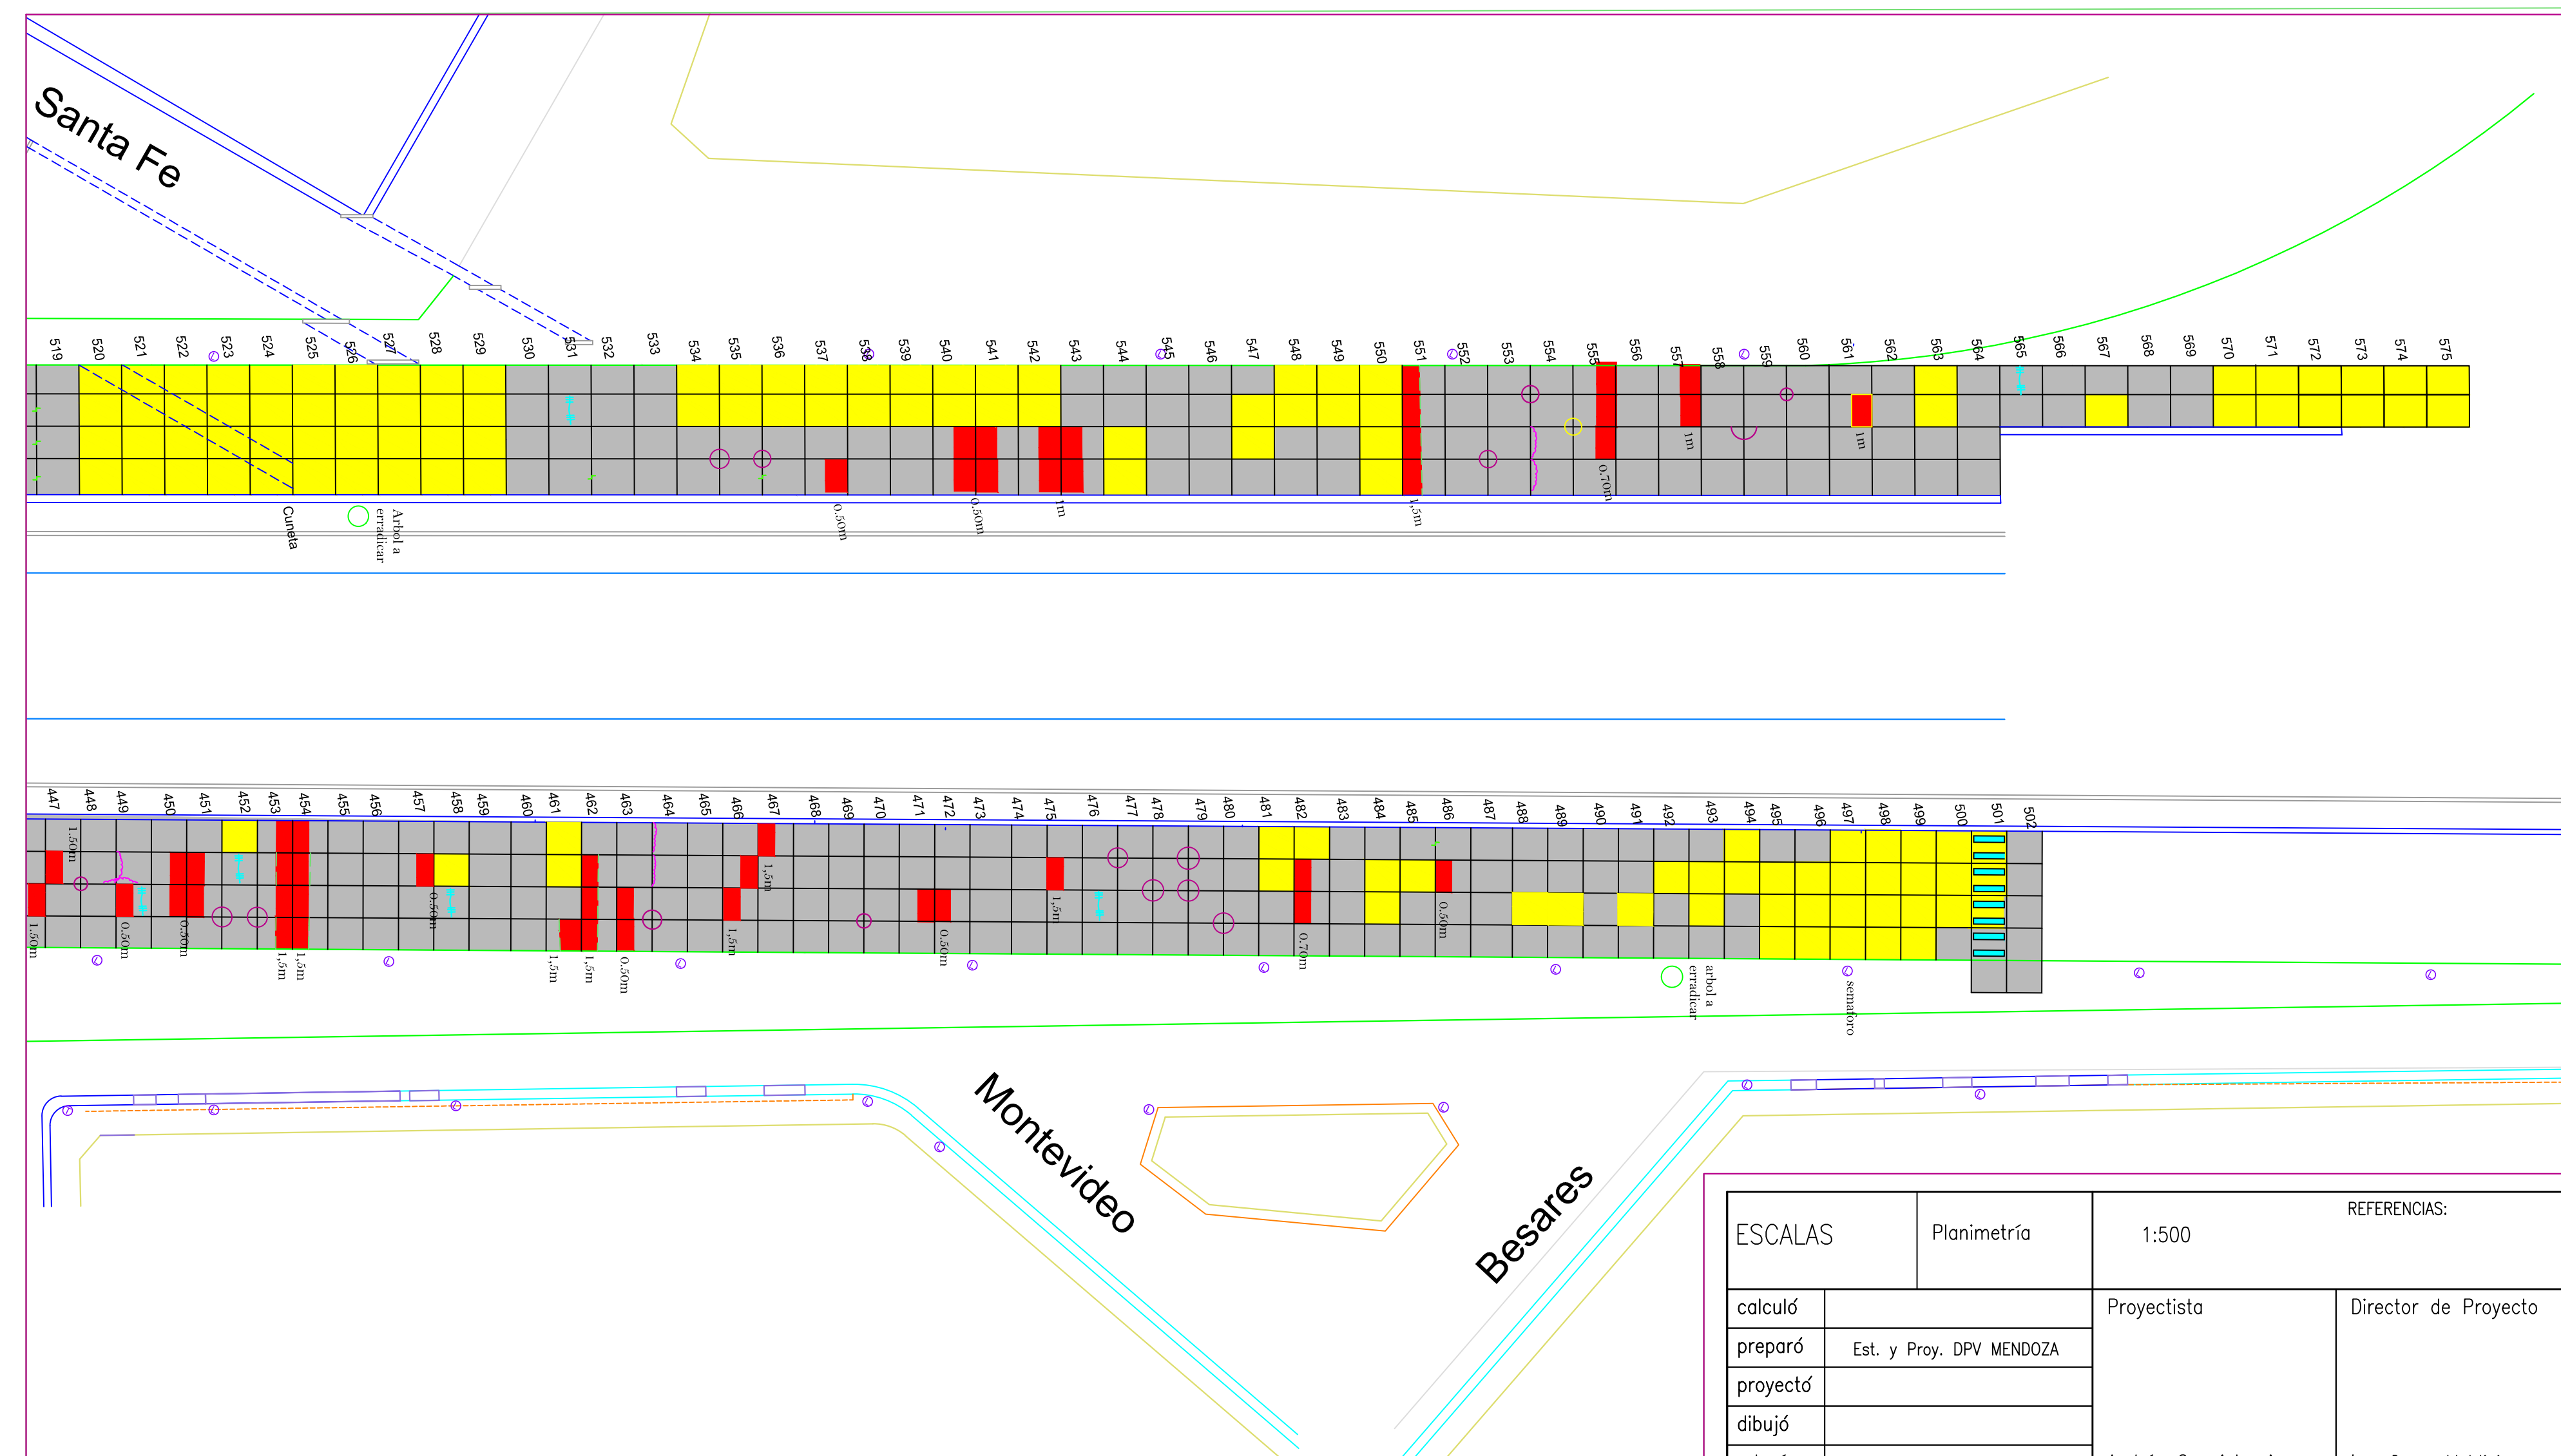 Santa Fe
519 520 521 522 523 524 525 526 527 528 529 530 531 532 533 534 535 536 537 538 539 540 541 542 543 544 545 546 547 548 549 550 551 552 553 554 555 556 557 558 559 560 561 562 563 564 565 566 567 568 569 570 571 572 573 574 575
1m
1m
0.70m
Cuneta
Arbol a
erradicar
0.50m
0.50m
1m
1,5m
447 448 449 450 451 452 453 454 455 456 457 458 459 460 461 462 463 464 465 466 467 468 469 470 471 472 473 474 475 476 477 478 479 480 481 482 483 484 485 486 487 488 489 490 491 492 493 494 495 496 497 498 499 500 501 502
1.50m
1,5m
0.50m
1,5m
0.50m
1.50m
0.50m
0.50m
1,5m
0.50m
0.70m
1,5m
1,5m
1,5m
1,5m
0.50m
arbol a
erradicar
semaforo
Montevideo
Besares
REFERENCIAS:
ESCALAS
Planimetría
1:500
calculó
Proyectista
Director de Proyecto
preparó
Est. y Proy. DPV MENDOZA
proyectó
dibujó